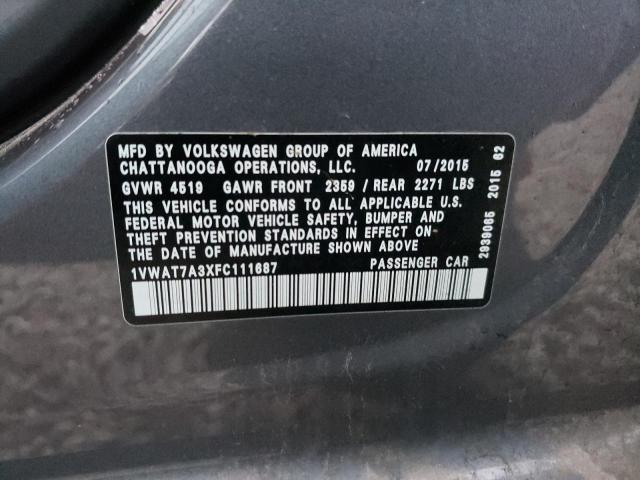 MFD BY VOLKSWAGEN GROUP OF AMERICA
CHATTANOOGA OPERATIONS, LLC. 07/2015
GVWR 4519 GAWR FRONT 2359 / REAR 2271 LBS
THIS VEHICLE CONFORMS TO ALL APPLICABLE U.S.
FEDERAL MOTOR VEHICLE SAFETY, BUMPER AND
THEFT PREVENTION STANDARDS IN EFFECT ON
THE DATE OF MANUFACTURE SHOWN ABOVE
1VWAT7A3XFC111687 PASSENGER CAR
2939065 2015 62